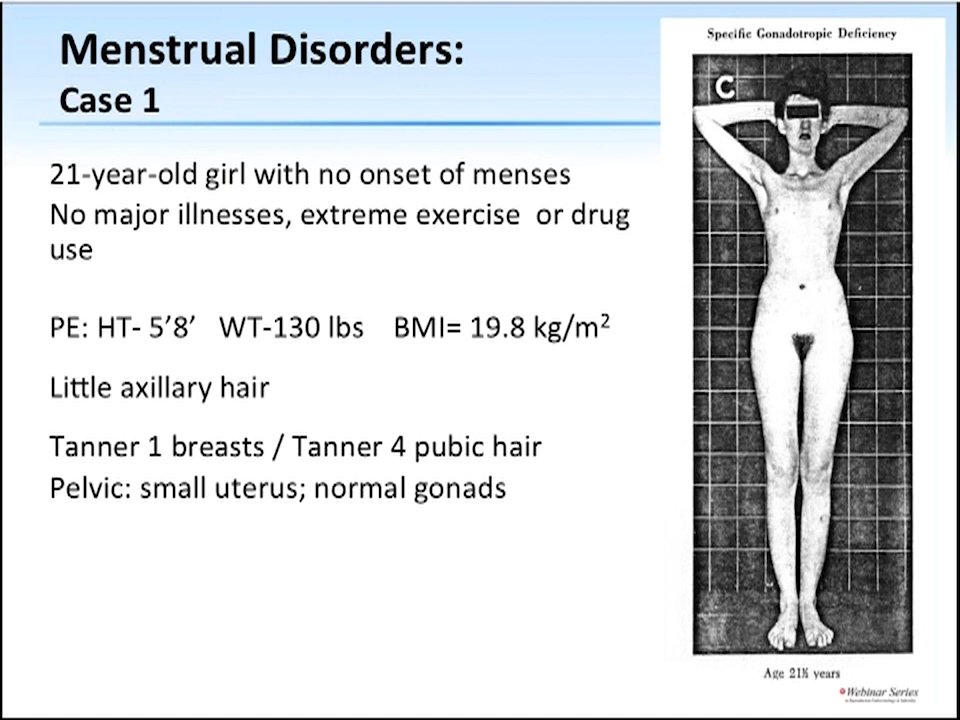 Menstrual Disorders:
Case 1
21-year-old girl with no onset of menses
No major illnesses, extreme exercise or drug
use
PE: HT- 5'8' WT-130 lbs BMI= 19.8 kg/m²
Little axillary hair
Tanner 1 breasts / Tanner 4 pubic hair
Pelvic: small uterus; normal gonads
Specific Gonadotropic Deficiency
C
Age 21½ years
Webinar Series
in Reproductive Endocrinology & Infertility